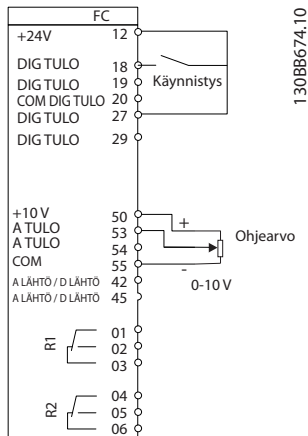 FC
+24V 12
DIG TULO 18
DIG TULO 19
COM DIG TULO 20
DIG TULO 27
DIG TULO 29
Käynnistys
+10 V 50
A TULO 53
A TULO 54
COM 55
A LÄHTÖ / D LÄHTÖ 42
A LÄHTÖ / D LÄHTÖ 45
+
-
Ohjearvo
0-10 V
R1
01
02
03
R2
04
05
06
130BB674.10